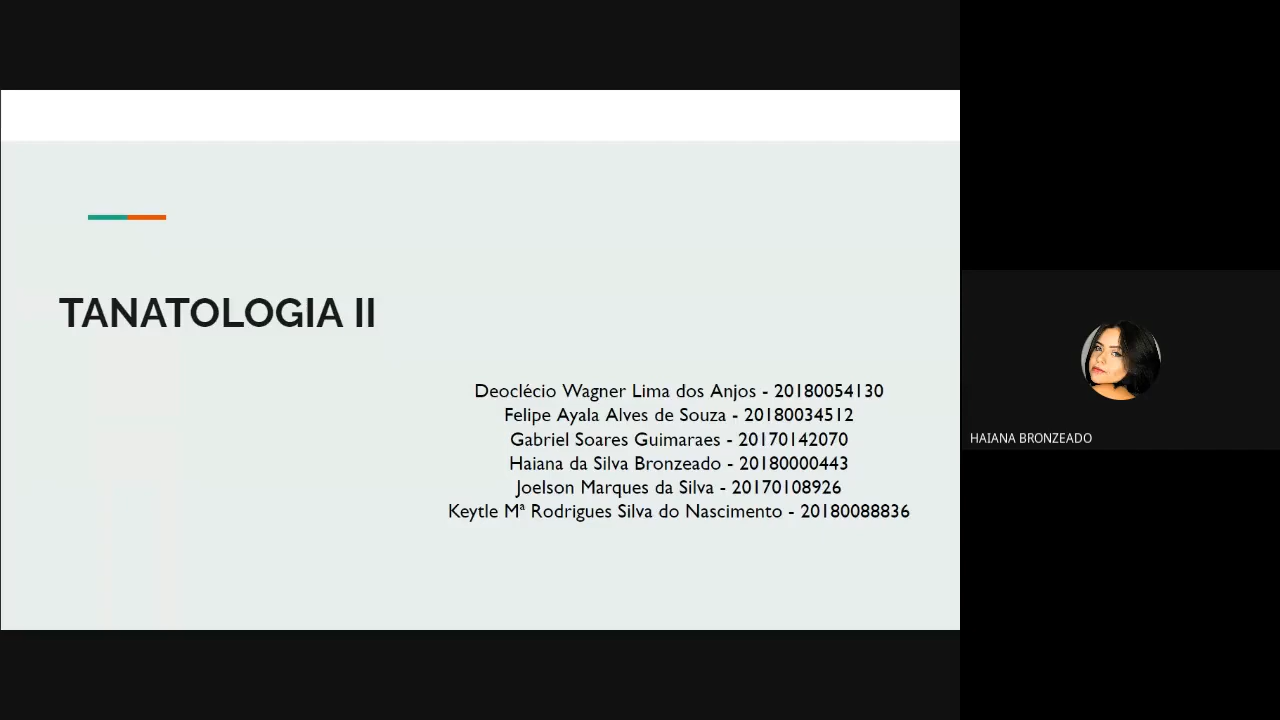 TANATOLOGIA II
Deoclécio Wagner Lima dos Anjos - 20180054130
Felipe Ayala Alves de Souza - 20180034512
Gabriel Soares Guimaraes - 20170142070
Haiana da Silva Bronzeado - 20180000443
Joelson Marques da Silva - 20170108926
Keytle Mª Rodrigues Silva do Nascimento - 20180088836
HAIANA BRONZEADO